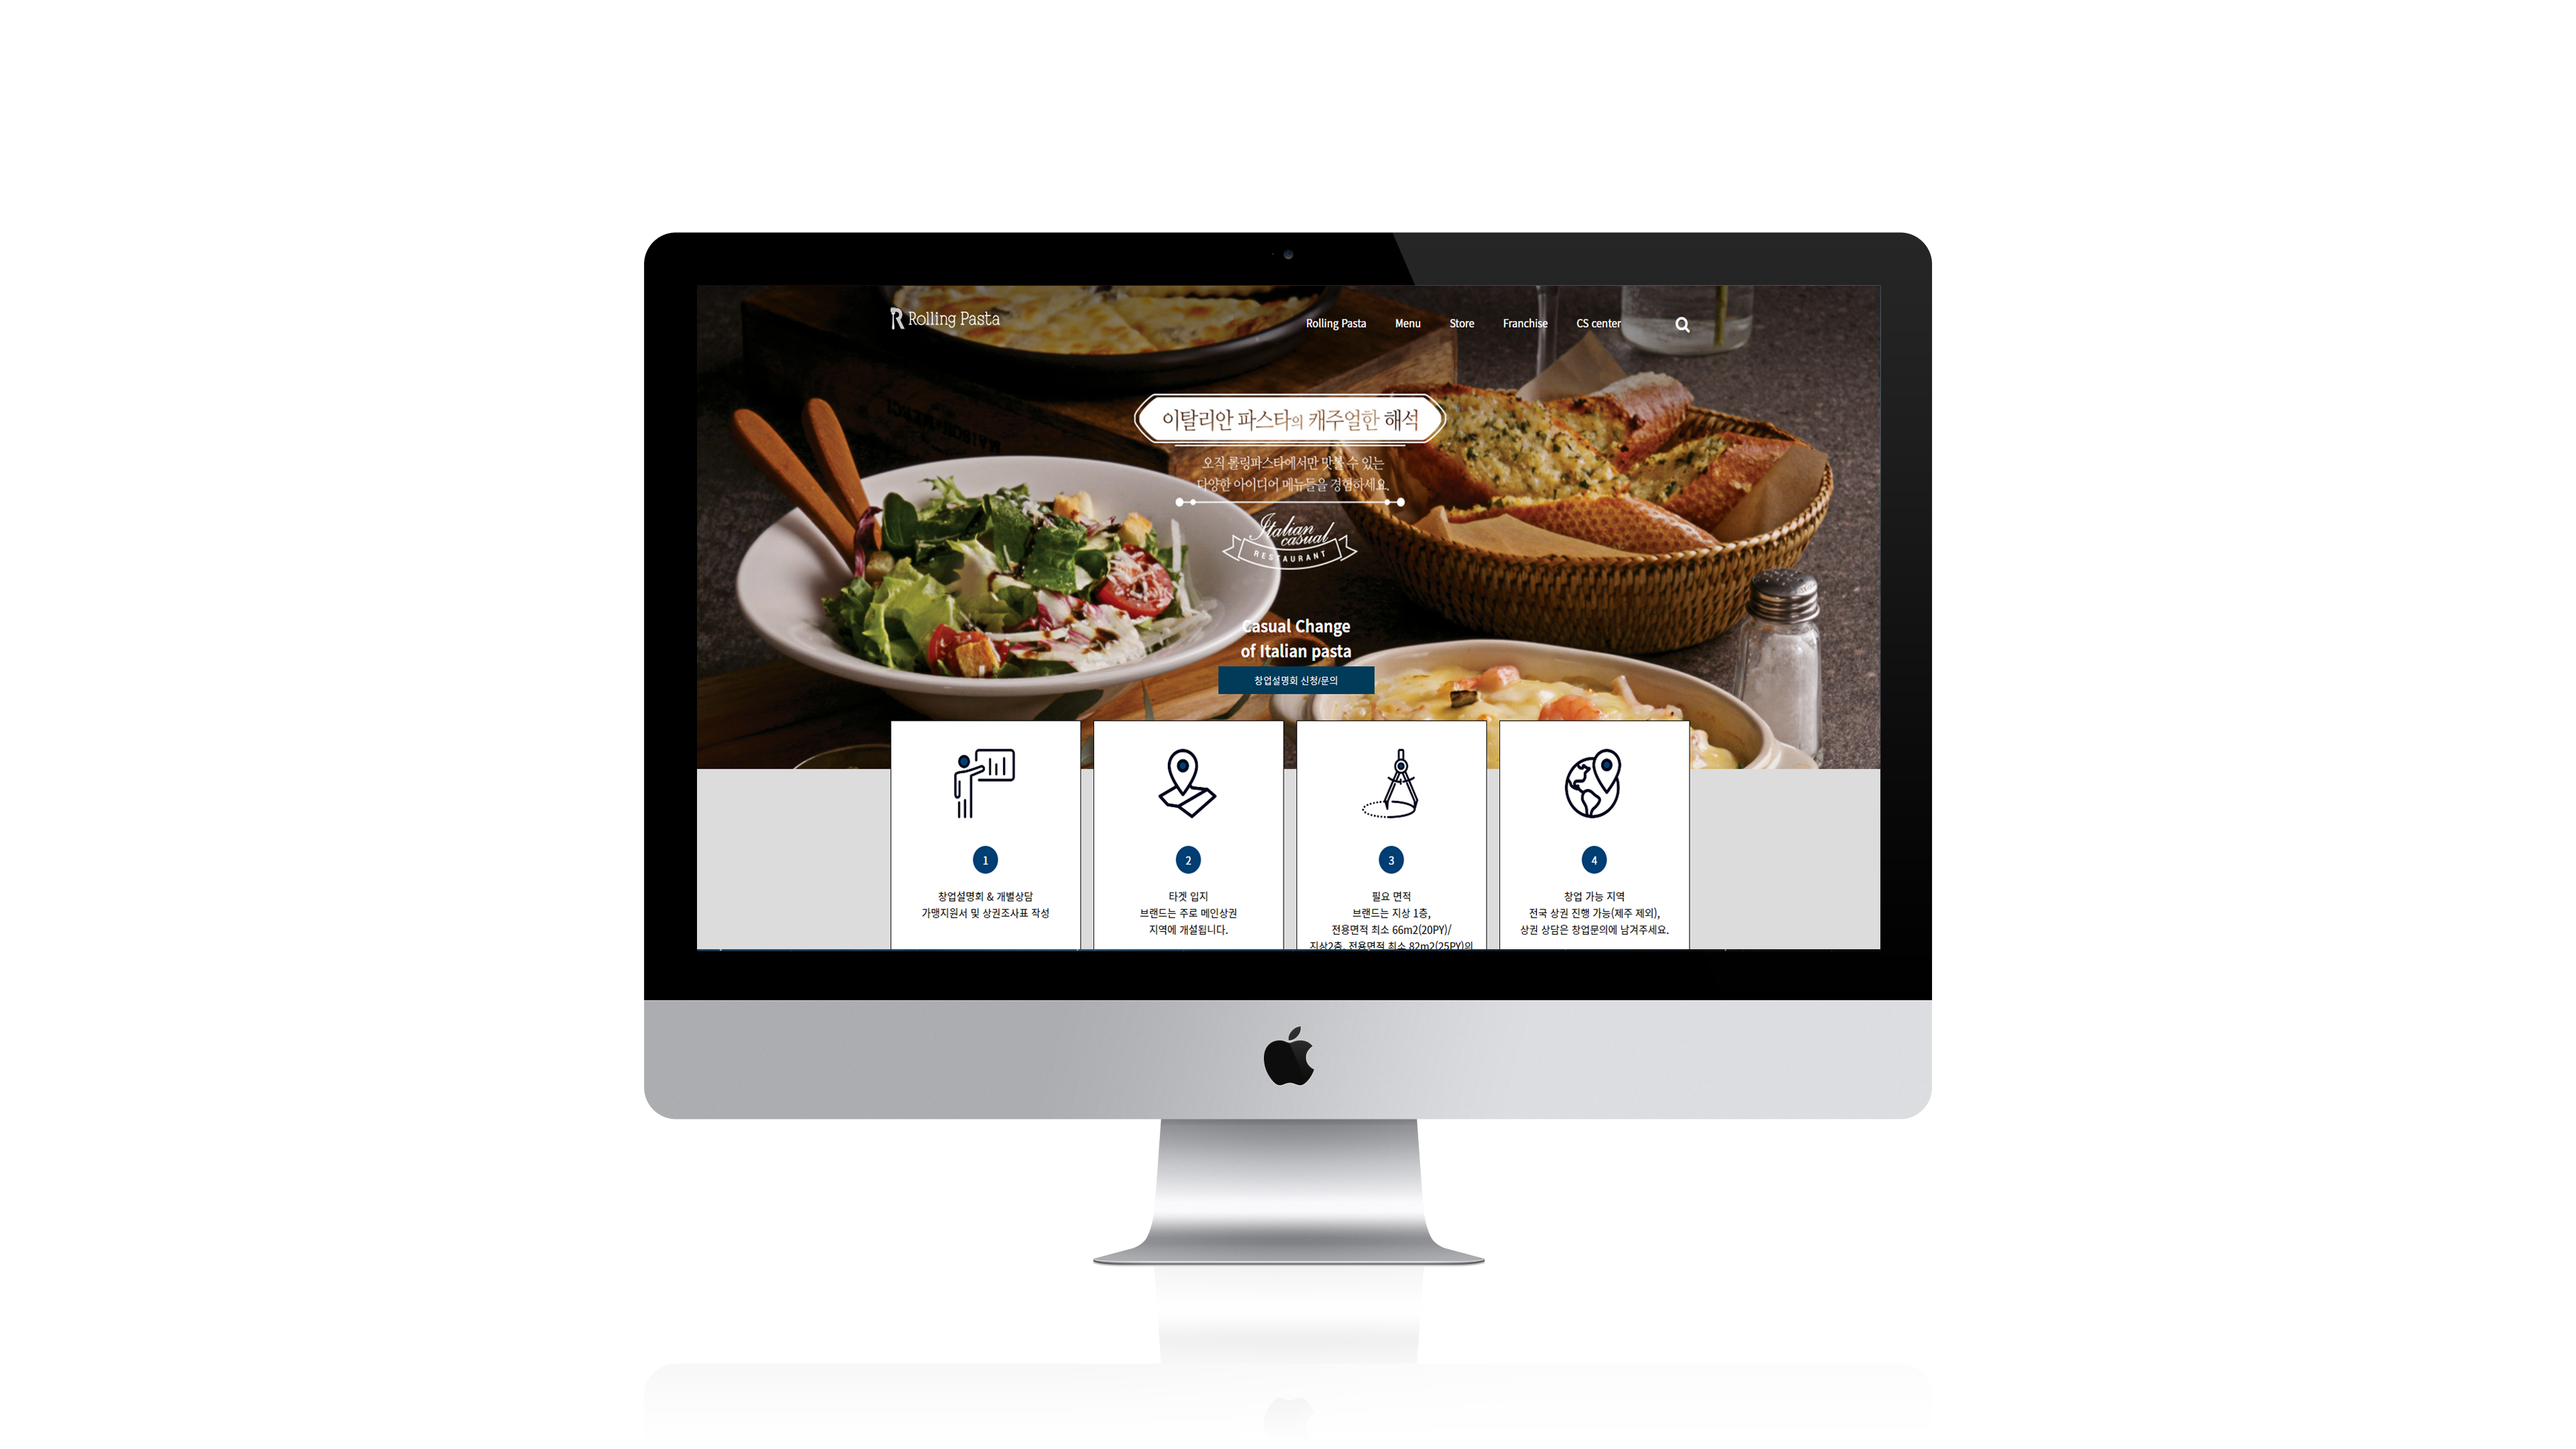 Rolling Pasta
Rolling Pasta Menu Store Franchise CS center
이탈리안 파스타의 캐주얼한 해석
오직 롤링파스타에서만 맛볼 수 있는
다양한 아이디어 메뉴들을 경험하세요.
Italian
casual
RESTAURANT
Casual Change
of Italian pasta
창업설명회 신청/문의
1
창업설명회 & 개별상담
가맹지원서 및 상권조사표 작성
2
타겟 입지
브랜드는 주로 메인상권
지역에 개설됩니다.
3
필요 면적
브랜드는 지상 1층,
전용면적 최소 66m2(20PY)/
지상2층, 전용면적 최소 82m2(25PY)의
4
창업 가능 지역
전국 상권 진행 가능(제주 제외),
상권 상담은 창업문의에 남겨주세요.